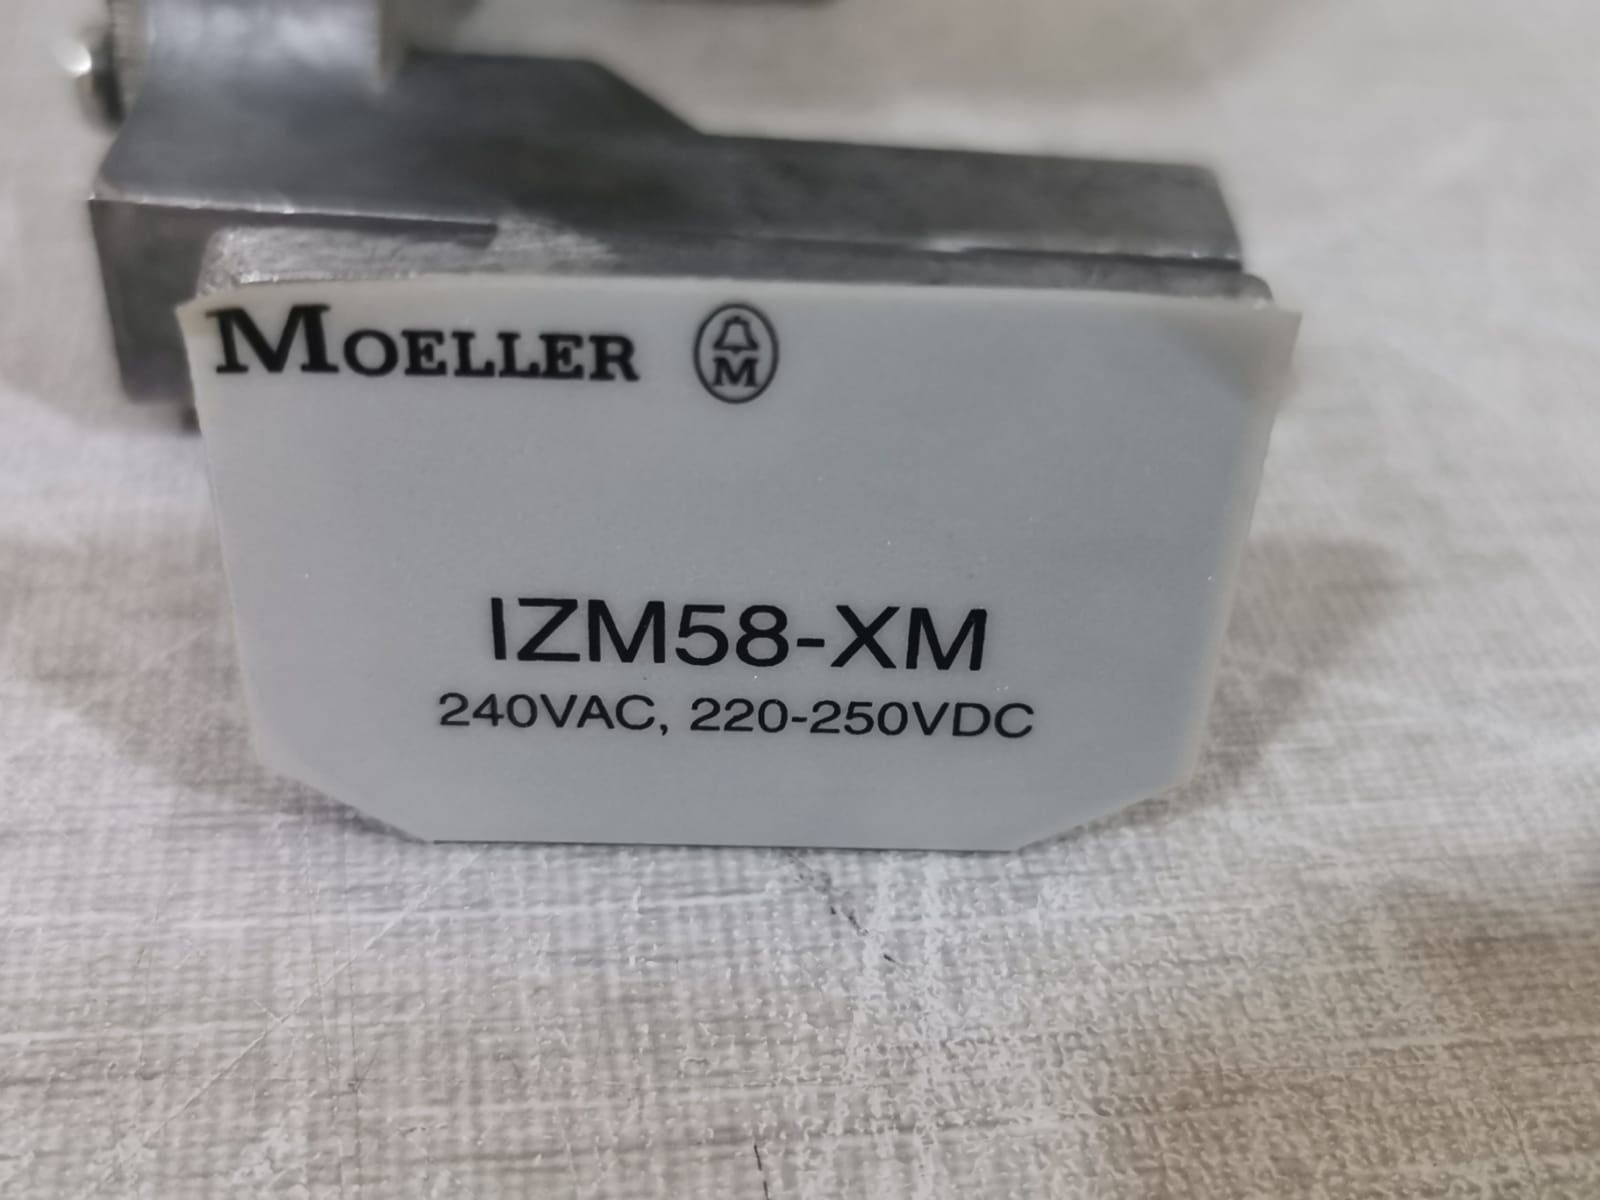 MOELLER M
IZM58-XM
240VAC, 220-250VDC